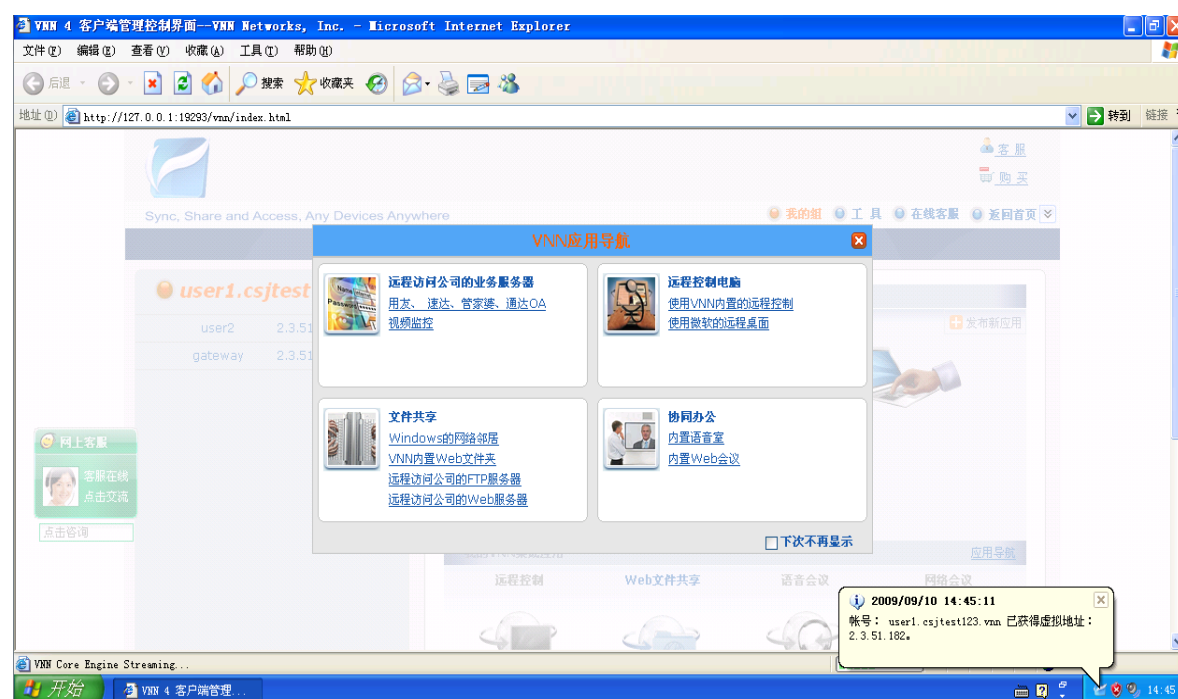 VNN 4 客户端管理控制界面--VNN Networks, Inc. - Microsoft Internet Explorer
文件(F) 编辑(E) 查看(V) 收藏(A) 工具(T) 帮助(H)
后退 搜索 收藏夹
地址(D) http://127.0.0.1:19293/vnn/index.html 转到 链接
客 服
购 买
Sync, Share and Access, Any Devices Anywhere
我的组 工 具 在线客服 返回首页
VNN应用导航
user1.csjtest
user2 2.3.51
gateway 2.3.51
发布新应用
远程访问公司的业务服务器
用友、 速达、管家婆、通达OA
视频监控
远程控制电脑
使用VNN内置的远程控制
使用微软的远程桌面
文件共享
Windows的网络邻居
VNN内置Web文件夹
远程访问公司的FTP服务器
远程访问公司的Web服务器
协同办公
内置语音室
内置Web会议
下次不再显示
网上客服
客服在线
点击交流
点击咨询
应用导航
远程控制 Web文件共享 语音会议 网络会议
2009/09/10 14:45:11
帐号: user1.csjtest123.vnn 已获得虚拟地址:
2.3.51.182。
VNN Core Engine Streaming...
开始 VNN 4 客户端管理... 14:45